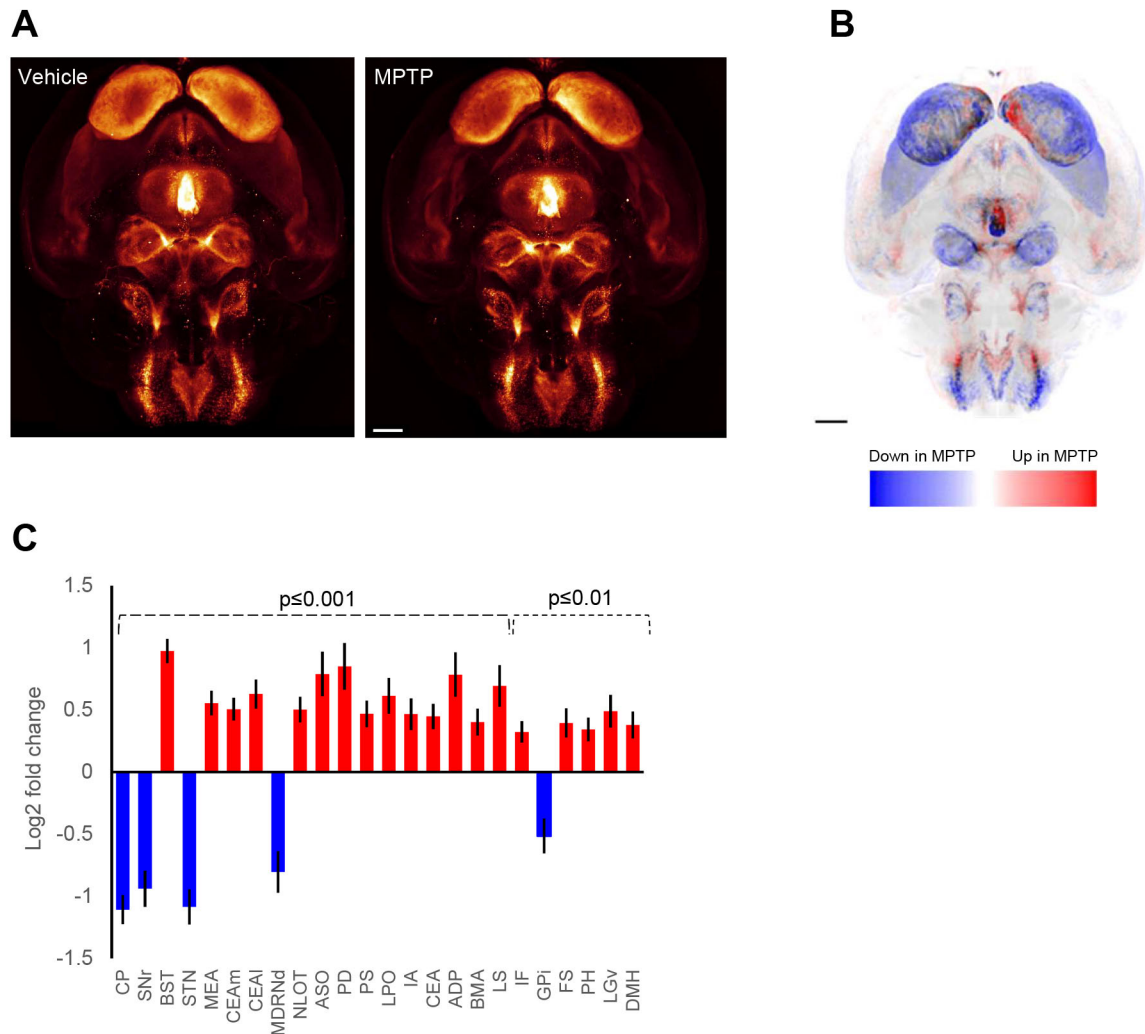 A
B
Vehicle
MPTP
Down in MPTP
Up in MPTP
C
Log2 fold change
1.5
1
0.5
0
-0.5
-1
-1.5
p≤0.001
p≤0.01
CP
SNr
BST
STN
MEA
CEAm
CEAl
MDRNd
NLOT
ASO
PD
PS
LPO
IA
CEA
ADP
BMA
LS
IF
GPi
FS
PH
LGv
DMH